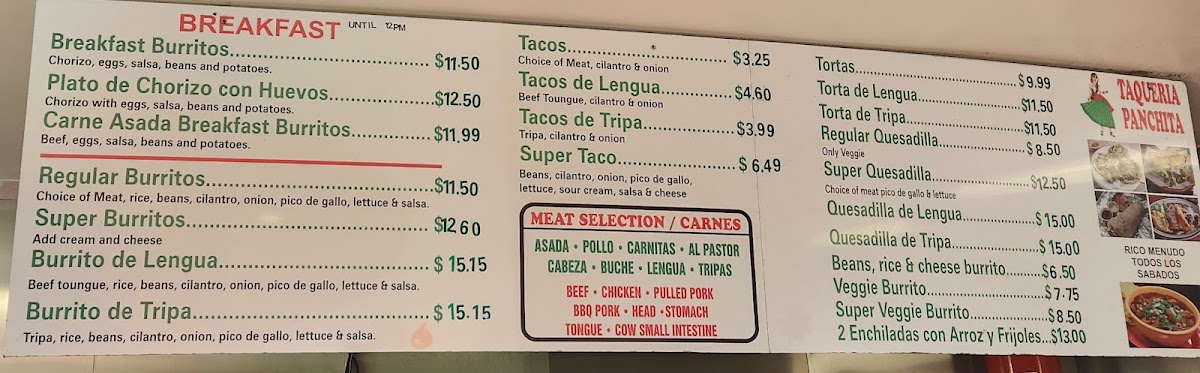 BREAKFAST UNTIL 12PM
Breakfast Burritos.......................... $11.50
Chorizo, eggs, salsa, beans and potatoes.
Plato de Chorizo con Huevos................$12.50
Chorizo with eggs, salsa, beans and potatoes.
Carne Asada Breakfast Burritos............ $11.99
Beef, eggs, salsa, beans and potatoes.
Regular Burritos..............................$11.50
Choice of Meat, rice, beans, cilantro, onion, pico de gallo, lettuce & salsa.
Super Burritos................................ $12 60
Add cream and cheese
Burrito de Lengua............................ $ 15.15
Beef toungue, rice, beans, cilantro, onion, pico de gallo, lettuce & salsa.
Burrito de Tripa............................... $ 15.15
Tripa, rice, beans, cilantro, onion, pico de gallo, lettuce & salsa.
Tacos........................ $3.25
Choice of Meat, cilantro & onion
Tacos de Lengua...........$4.60
Beef Toungue, cilantro & onion
Tacos de Tripa..............$3.99
Tripa, cilantro & onion
Super Taco.................. $ 6.49
Beans, cilantro, onion, pico de gallo,
lettuce, sour cream, salsa & cheese
MEAT SELECTION / CARNES
ASADA • POLLO • CARNITAS • AL PASTOR
CABEZA • BUCHE • LENGUA • TRIPAS
BEEF • CHICKEN • PULLED PORK
BBQ PORK • HEAD •STOMACH
TONGUE • COW SMALL INTESTINE
Tortas............................$ 9.99
Torta de Lengua..................$11.50
Torta de Tripa....................$11.50
Regular Quesadilla...............$ 8.50
Only Veggie
Super Quesadilla.................$12.50
Choice of meat pico de gallo & lettuce
Quesadilla de Lengua............$ 15.00
Quesadilla de Tripa..............$ 15.00
Beans, rice & cheese burrito.......$6.50
Veggie Burrito....................$7.75
Super Veggie Burrito............$8.50
2 Enchiladas con Arroz y Frijoles...$13.00
TAQUERIA
PANCHITA
RICO MENUDO
TODOS LOS
SABADOS